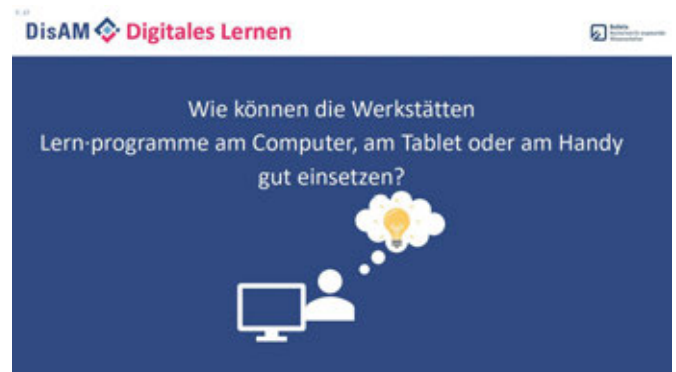 DisAM Digitales Lernen
Wie können die Werkstätten
Lern·programme am Computer, am Tablet oder am Handy
gut einsetzen?